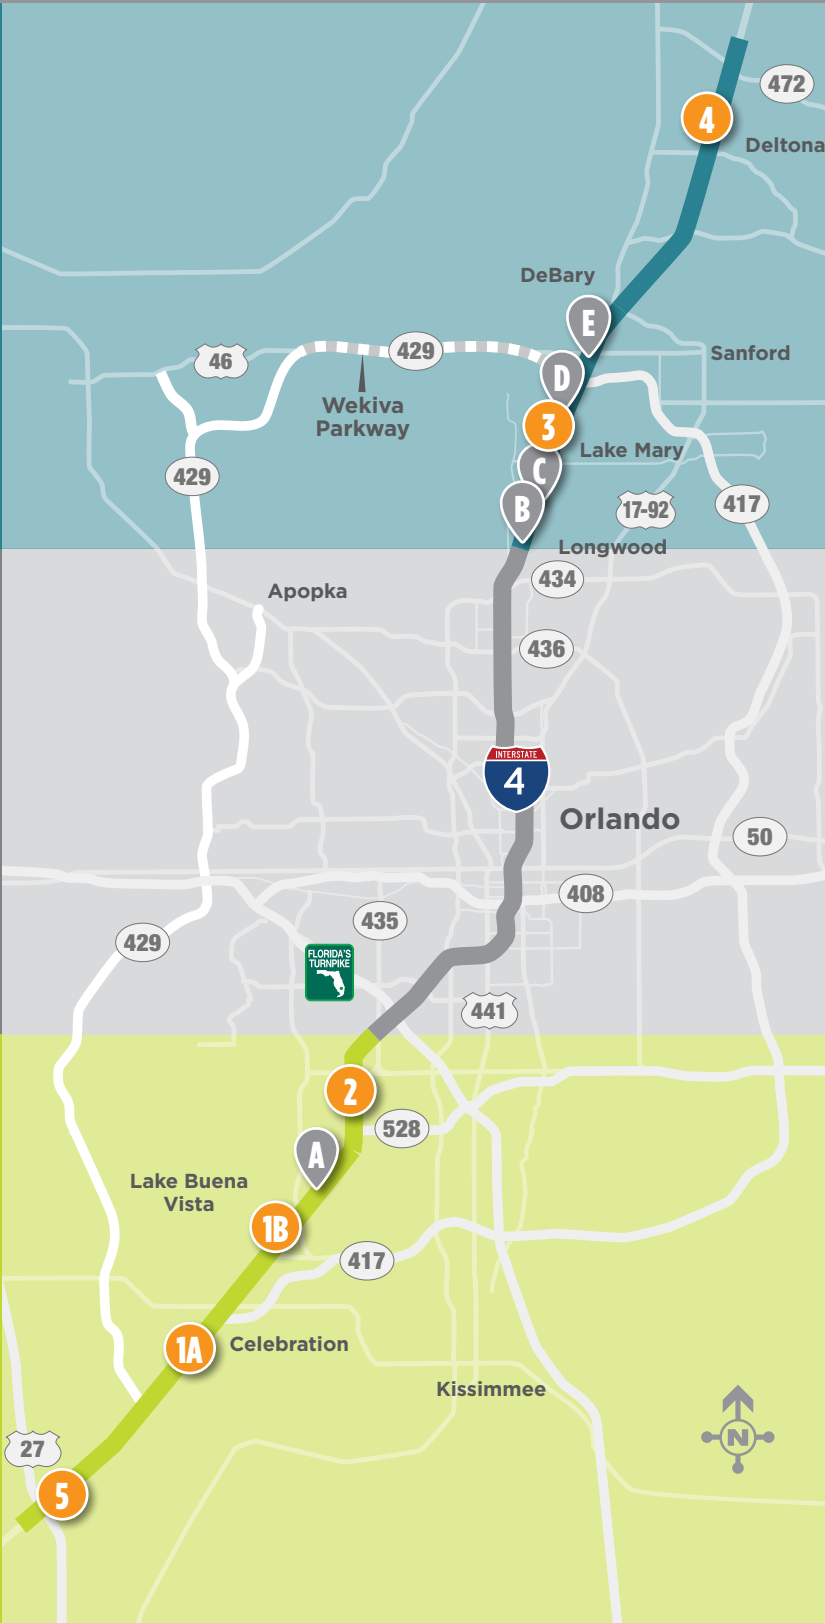 472
4
Deltona
DeBary
E
Sanford
46
429
D
Wekiva
Parkway
3
Lake Mary
C
429
B
17-92
417
Longwood
434
Apopka
436
INTERSTATE
4
Orlando
50
408
435
429
FLORIDA'S
TURNPIKE
441
2
528
A
Lake Buena
Vista
1B
417
1A
Celebration
Kissimmee
N
27
5